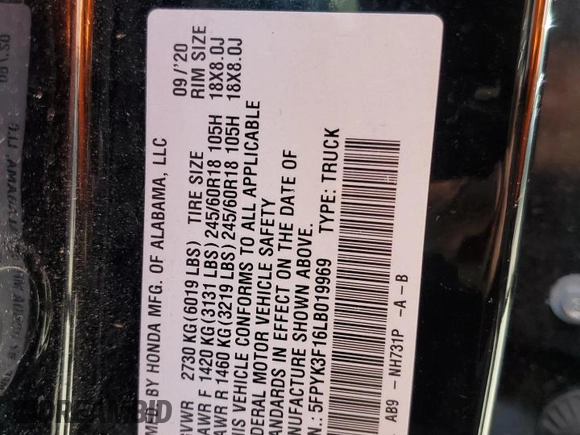 MFD BY HONDA MFG. OF ALABAMA, LLC 09/'20
GVWR 2730 KG(6019 LBS) TIRE SIZE RIM SIZE
GAWR F 1420 KG(3131 LBS) 245/60R18 105H 18X8.0J
GAWR R 1460 KG(3219 LBS) 245/60R18 105H 18X8.0J
THIS VEHICLE CONFORMS TO ALL APPLICABLE
FEDERAL MOTOR VEHICLE SAFETY
STANDARDS IN EFFECT ON THE DATE OF
MANUFACTURE SHOWN ABOVE.
5FPYK3F16LB019969 TYPE: TRUCK
AB9 - NH731P -A-B